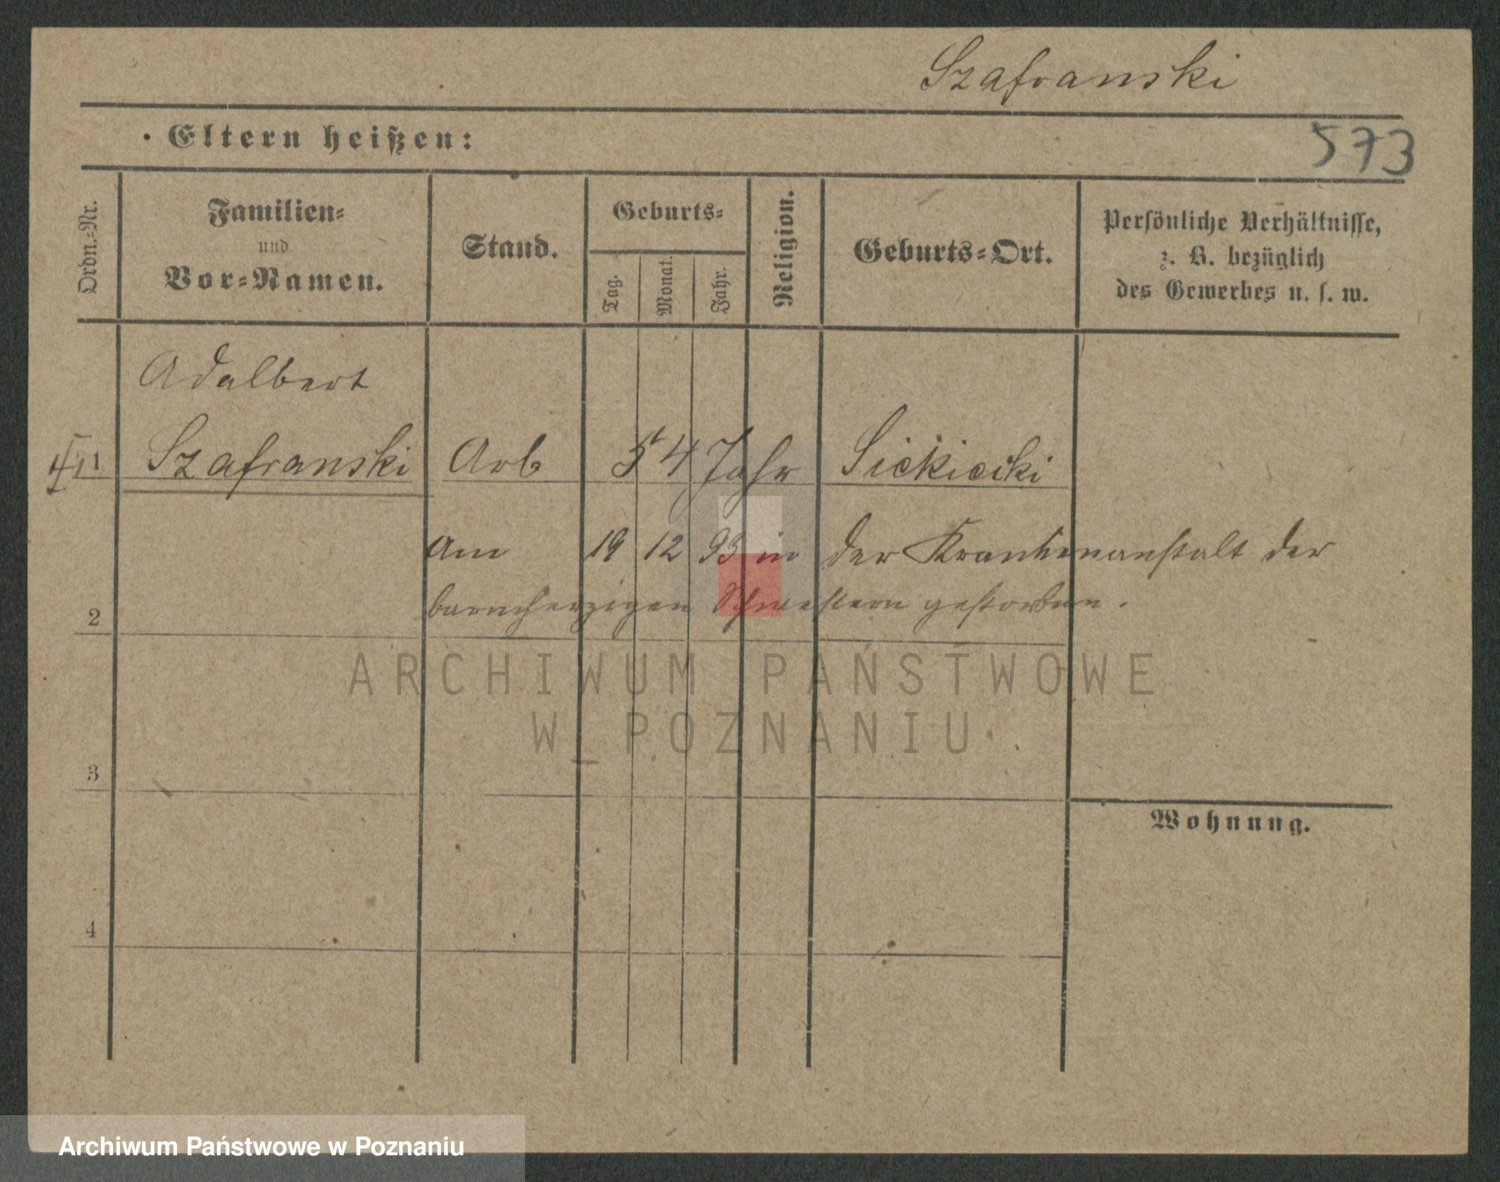 Szafranski
Eltern heißen:
573
Ordn.-Nr.
Familien-
und
Vor-Namen.
Stand.
Geburts-
Tag.
Monat.
Jahr.
Religion.
Geburts-Ort.
Persönliche Verhältnisse,
z. B. bezüglich
des Gewerbes u. s. w.
Adalbert
1 Szafranski Arb 54 Jahr
Am 19 12 93 in der Krankenanstalt der
2 barmherzigen Schwestern gestorben.
ARCHIWUM PAŃSTWOWE
W POZNANIU
3
Wohnung.
4
Archiwum Państwowe w Poznaniu